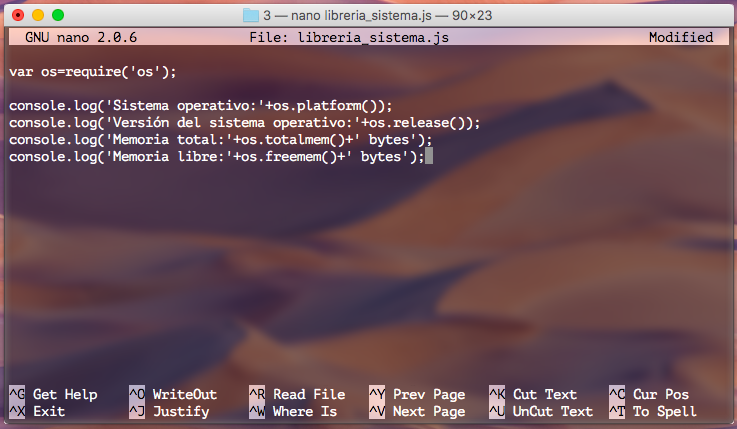 3 — nano libreria_sistema.js — 90×23
GNU nano 2.0.6 File: libreria_sistema.js Modified
var os=require('os');
console.log('Sistema operativo:'+os.platform());
console.log('Versión del sistema operativo:'+os.release());
console.log('Memoria total:'+os.totalmem()+' bytes');
console.log('Memoria libre:'+os.freemem()+' bytes');
^G Get Help ^O WriteOut ^R Read File ^Y Prev Page ^K Cut Text ^C Cur Pos
^X Exit ^J Justify ^W Where Is ^V Next Page ^U UnCut Text ^T To Spell